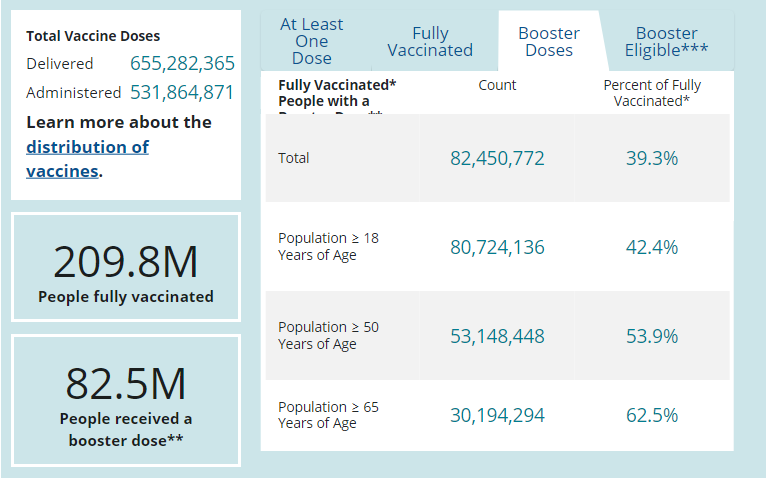 Total Vaccine Doses
Delivered 655,282,365
Administered 531,864,871
Learn more about the
distribution of
vaccines.
209.8M
People fully vaccinated
82.5M
People received a
booster dose**
At Least
One
Dose
Fully
Vaccinated
Booster
Doses
Booster
Eligible***
Fully Vaccinated*
People with a
Count
Percent of Fully
Vaccinated*
Total
82,450,772
39.3%
Population ≥ 18
Years of Age
80,724,136
42.4%
Population ≥ 50
Years of Age
53,148,448
53.9%
Population ≥ 65
Years of Age
30,194,294
62.5%